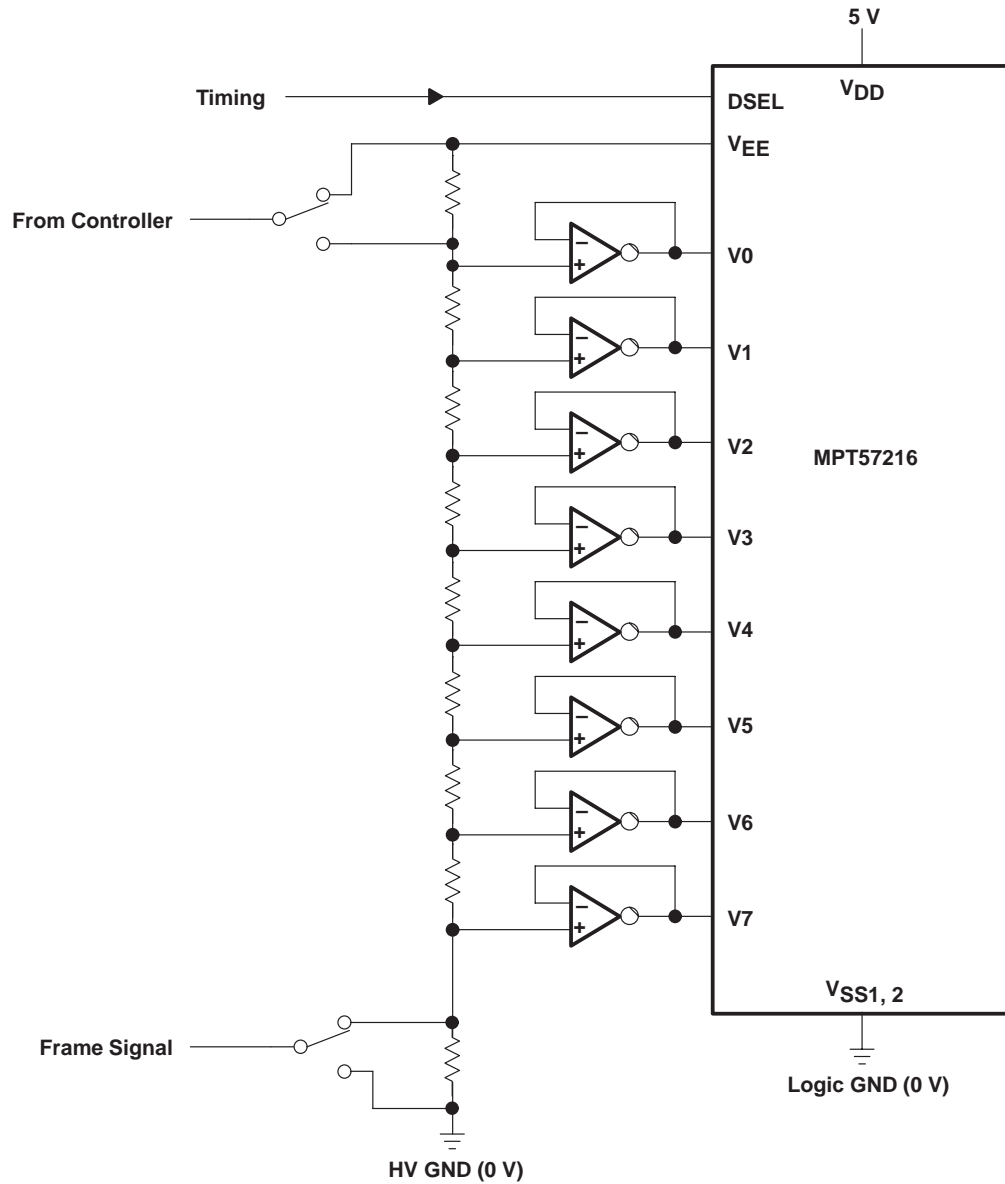 5 V
Timing
DSEL
VDD
VEE
From Controller
−
+
V0
−
+
V1
−
+
V2
MPT57216
−
+
V3
−
+
V4
−
+
V5
−
+
V6
−
+
V7
VSS1, 2
Frame Signal
Logic GND (0 V)
HV GND (0 V)